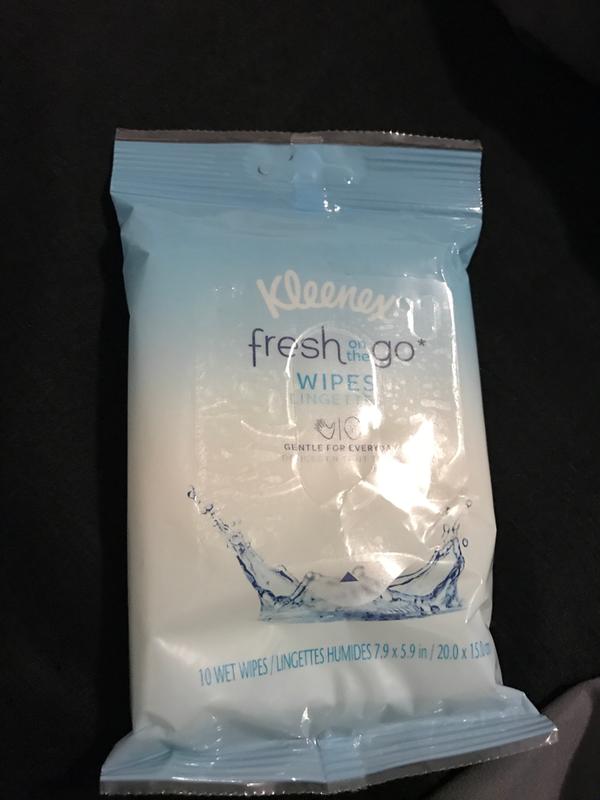 Kleenex
fresh on the go*
WIPES
LINGETTES
GENTLE FOR EVERYDAY
10 WET WIPES / LINGETTES HUMIDES 7.9 x 5.9 in / 20.0 x 15.0